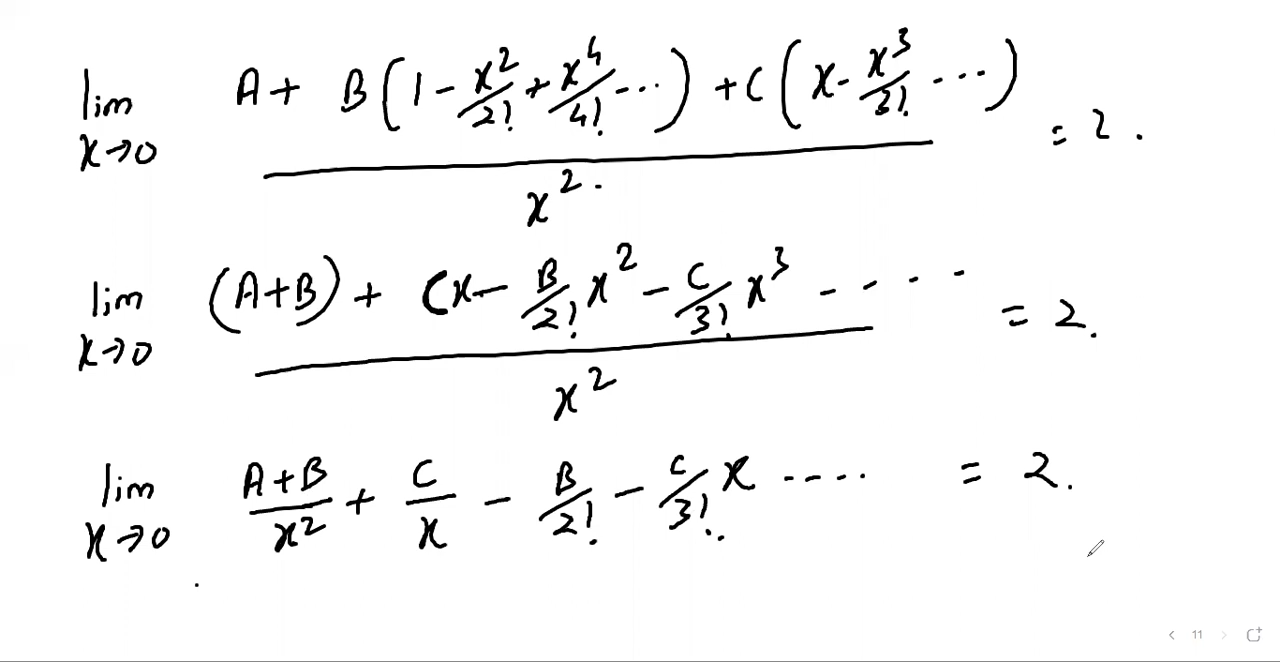 lim x→0 (A + B(1 - x²/2! + x⁴/4! ...) + C(x - x³/3! ...)) / x². = 2.
lim x→0 ((A+B) + Cx - B/2! x² - C/3! x³ - - - - -) / x² = 2.
lim x→0 A+B/x² + C/x - B/2! - C/3! x ---- = 2.
11